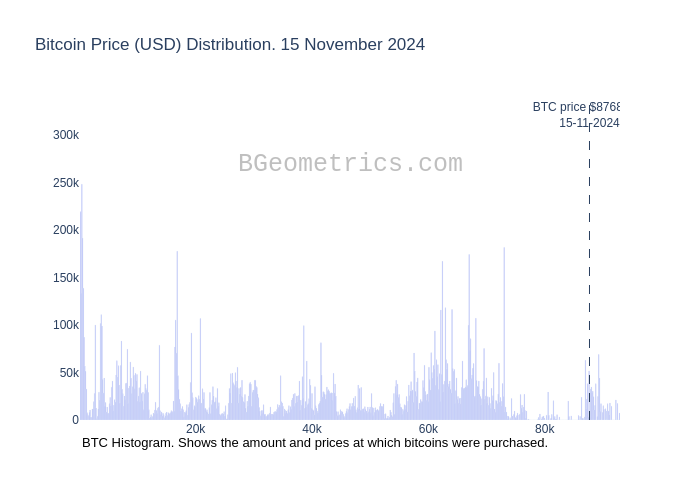 Bitcoin Price (USD) Distribution. 15 November 2024
BTC price $8768
15-11-2024
300k
BGeometrics.com
250k
200k
150k
100k
50k
0
20k
40k
60k
80k
BTC Histogram. Shows the amount and prices at which bitcoins were purchased.